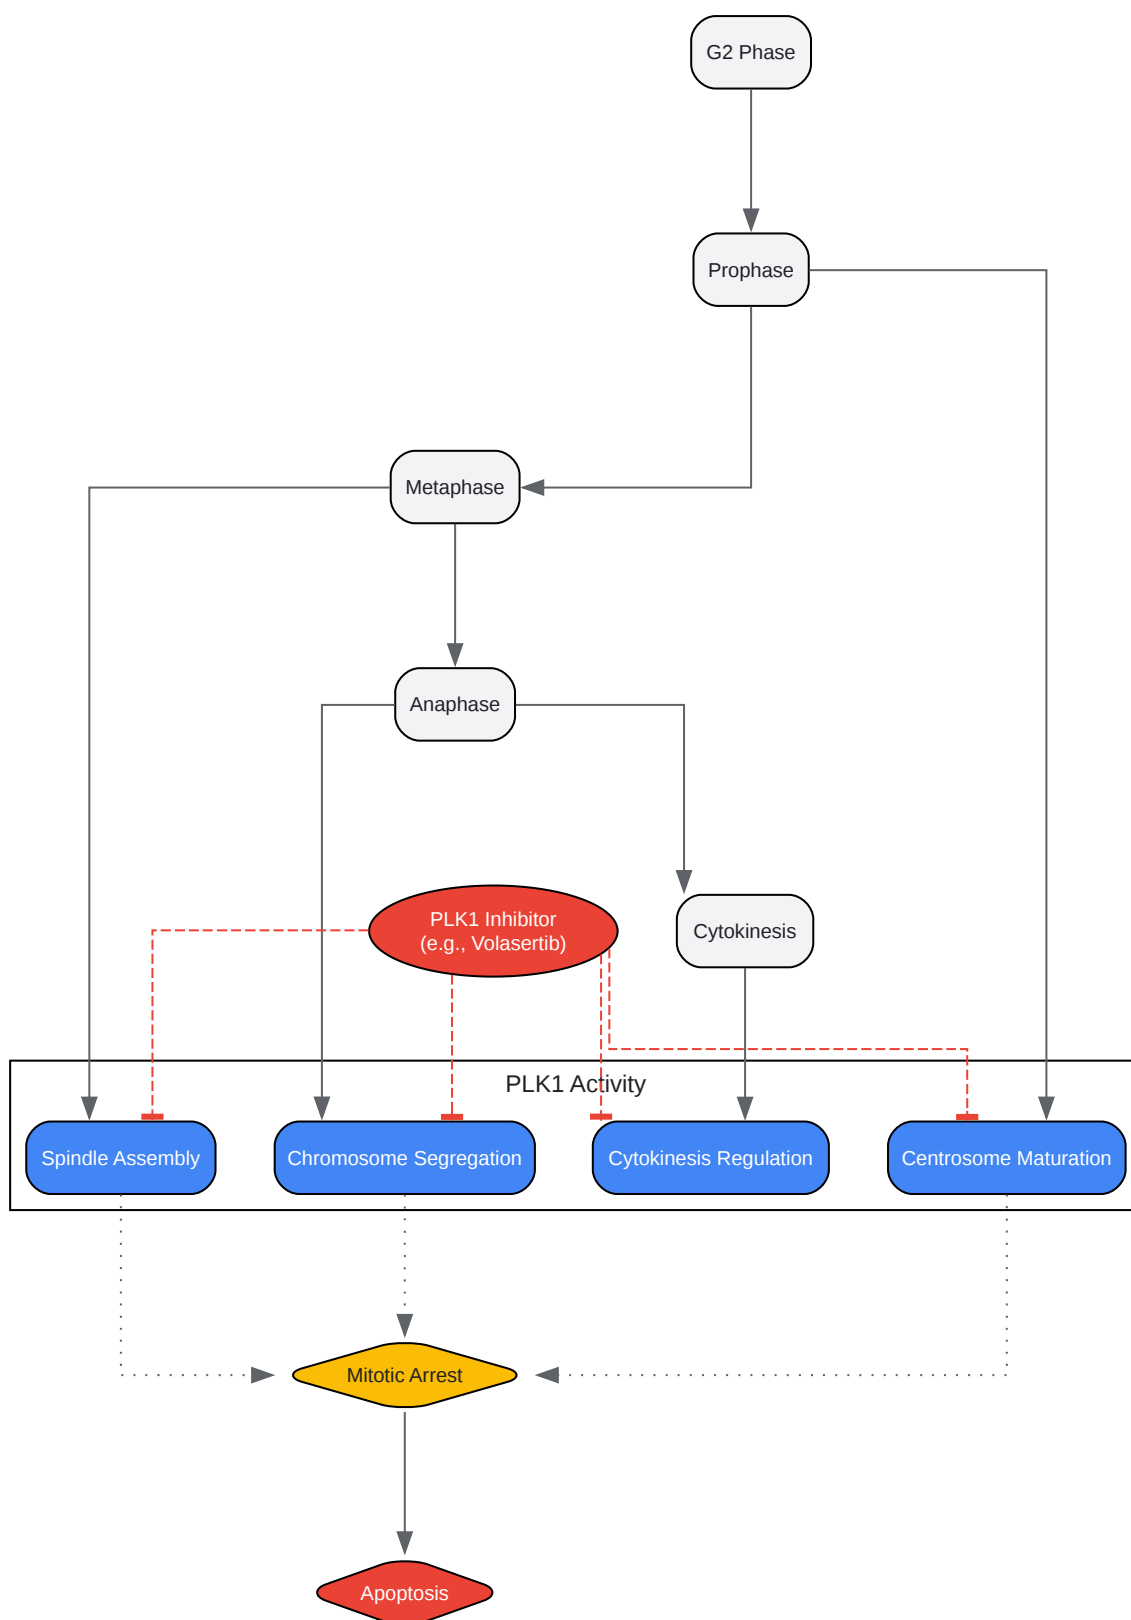 G2 Phase
Prophase
Metaphase
Anaphase
PLK1 Inhibitor
(e.g., Volasertib)
Cytokinesis
PLK1 Activity
Spindle Assembly
Chromosome Segregation
Cytokinesis Regulation
Centrosome Maturation
Mitotic Arrest
Apoptosis